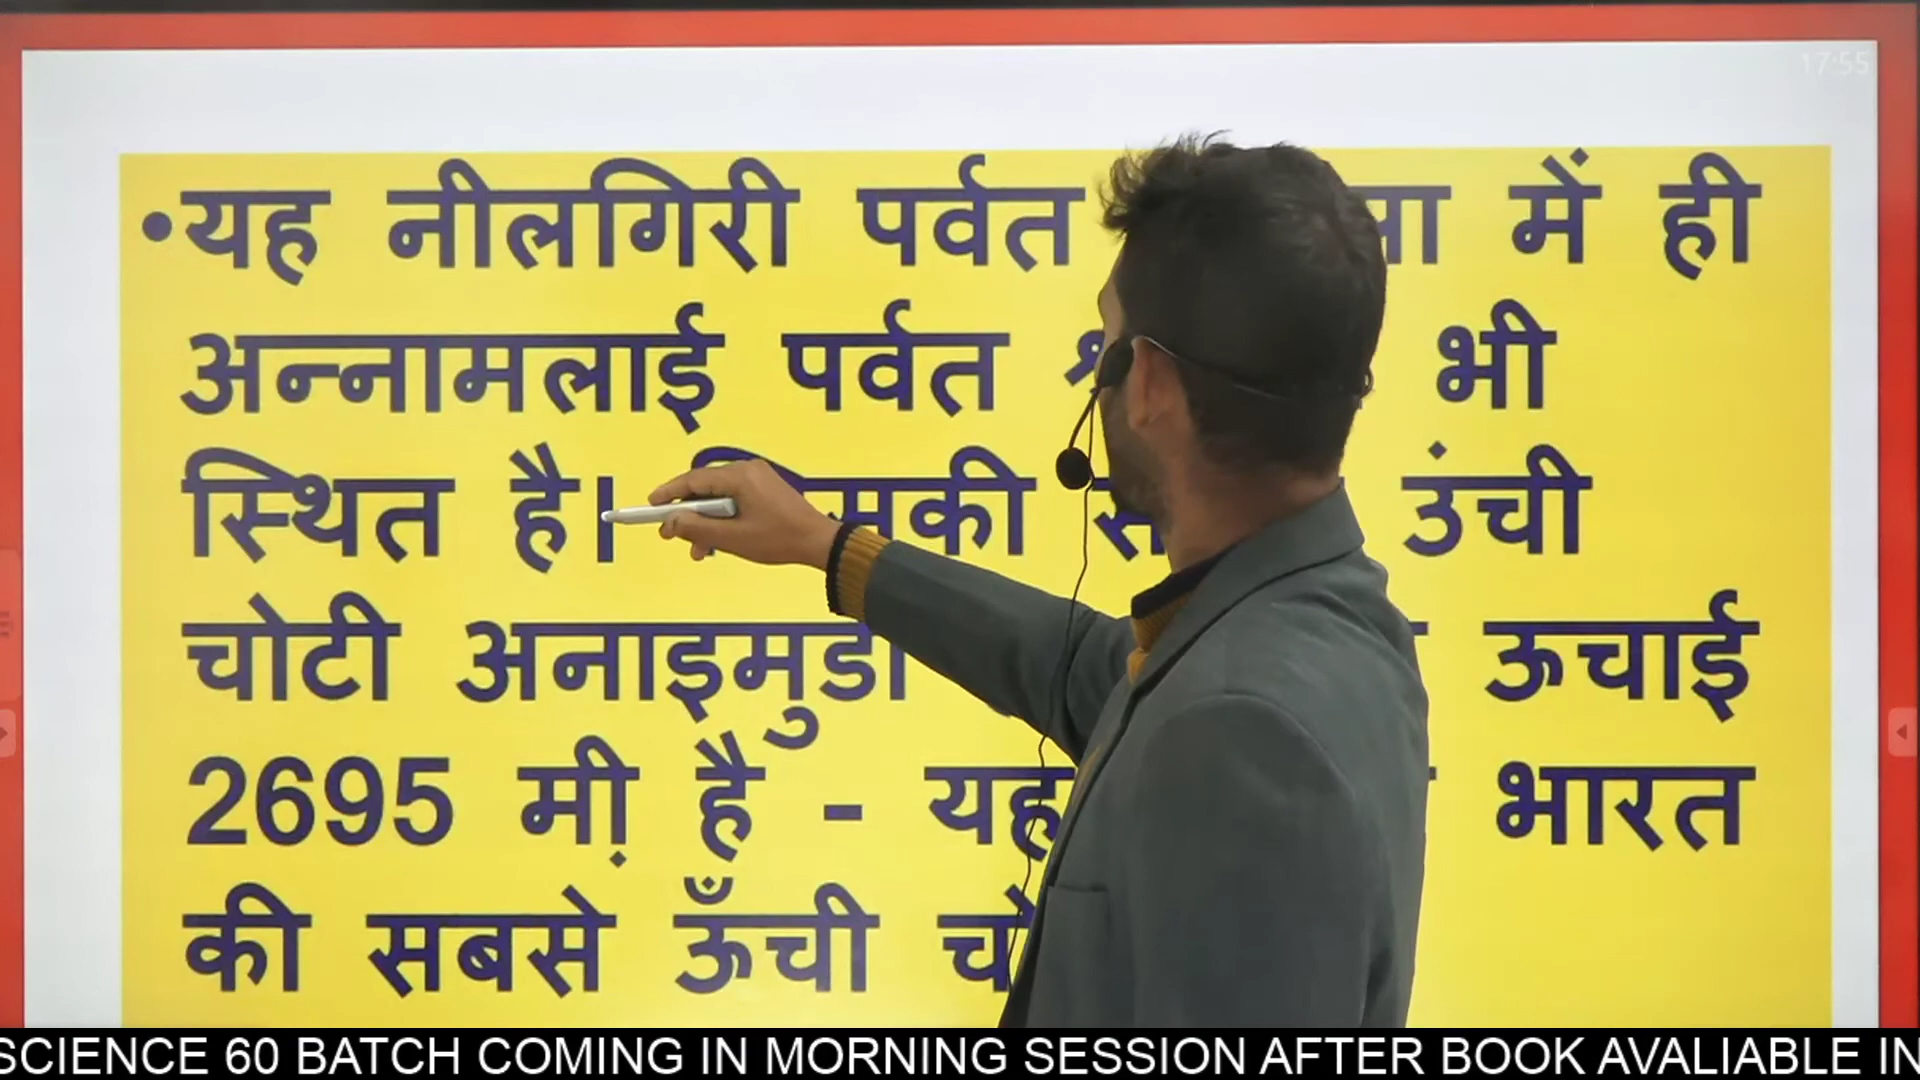 17:55
•यह नीलगिरी पर्वत में ही
अन्नामलाई पर्वत भी
स्थित है। उंची
चोटी अनाइमुडी ऊचाई
2695 मी़ है - यह भारत
की सबसे ऊँची
SCIENCE 60 BATCH COMING IN MORNING SESSION AFTER BOOK AVALIABLE IN